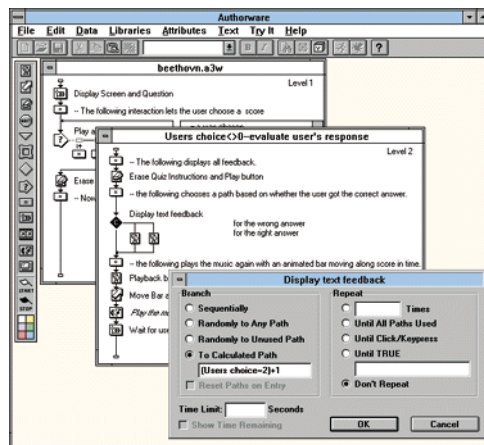 Authorware
File Edit Data Libraries Attributes Text Try It Help
B I
?
beethovn.a3w
Level 1
Display Screen and Question
-- The following interaction lets the user choose a score
Play a
Erase
-- Now
Users choice<>0--evaluate user's response
Level 2
-- The following displays all feedback.
Erase Quiz Instructions and Play button
-- the following chooses a path based on whether the user got the correct answer.
Display text feedback
for the wrong answer
for the right answer
-- the following plays the music again with an animated bar moving along score in time.
Playback b
Move Bar a
Play the m
Wait for use
START
STOP
Display text feedback
Branch
Sequentially
Randomly to Any Path
Randomly to Unused Path
To Calculated Path
(Users choice=2)+1
Reset Paths on Entry
Repeat
Times
Until All Paths Used
Until Click/Keypress
Until TRUE
Don't Repeat
Time Limit: Seconds
Show Time Remaining
OK Cancel